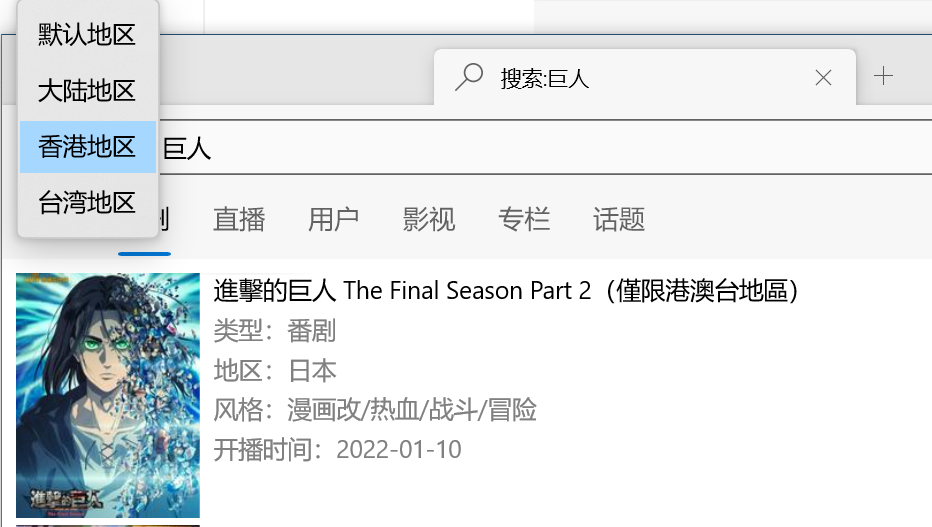 默认地区
大陆地区
香港地区
台湾地区
搜索:巨人
巨人
剧
直播
用户
影视
专栏
话题
進擊的巨人 The Final Season Part 2（僅限港澳台地區）
类型：番剧
地区：日本
风格：漫画改/热血/战斗/冒险
开播时间：2022-01-10
進擊的巨人
The Final Season